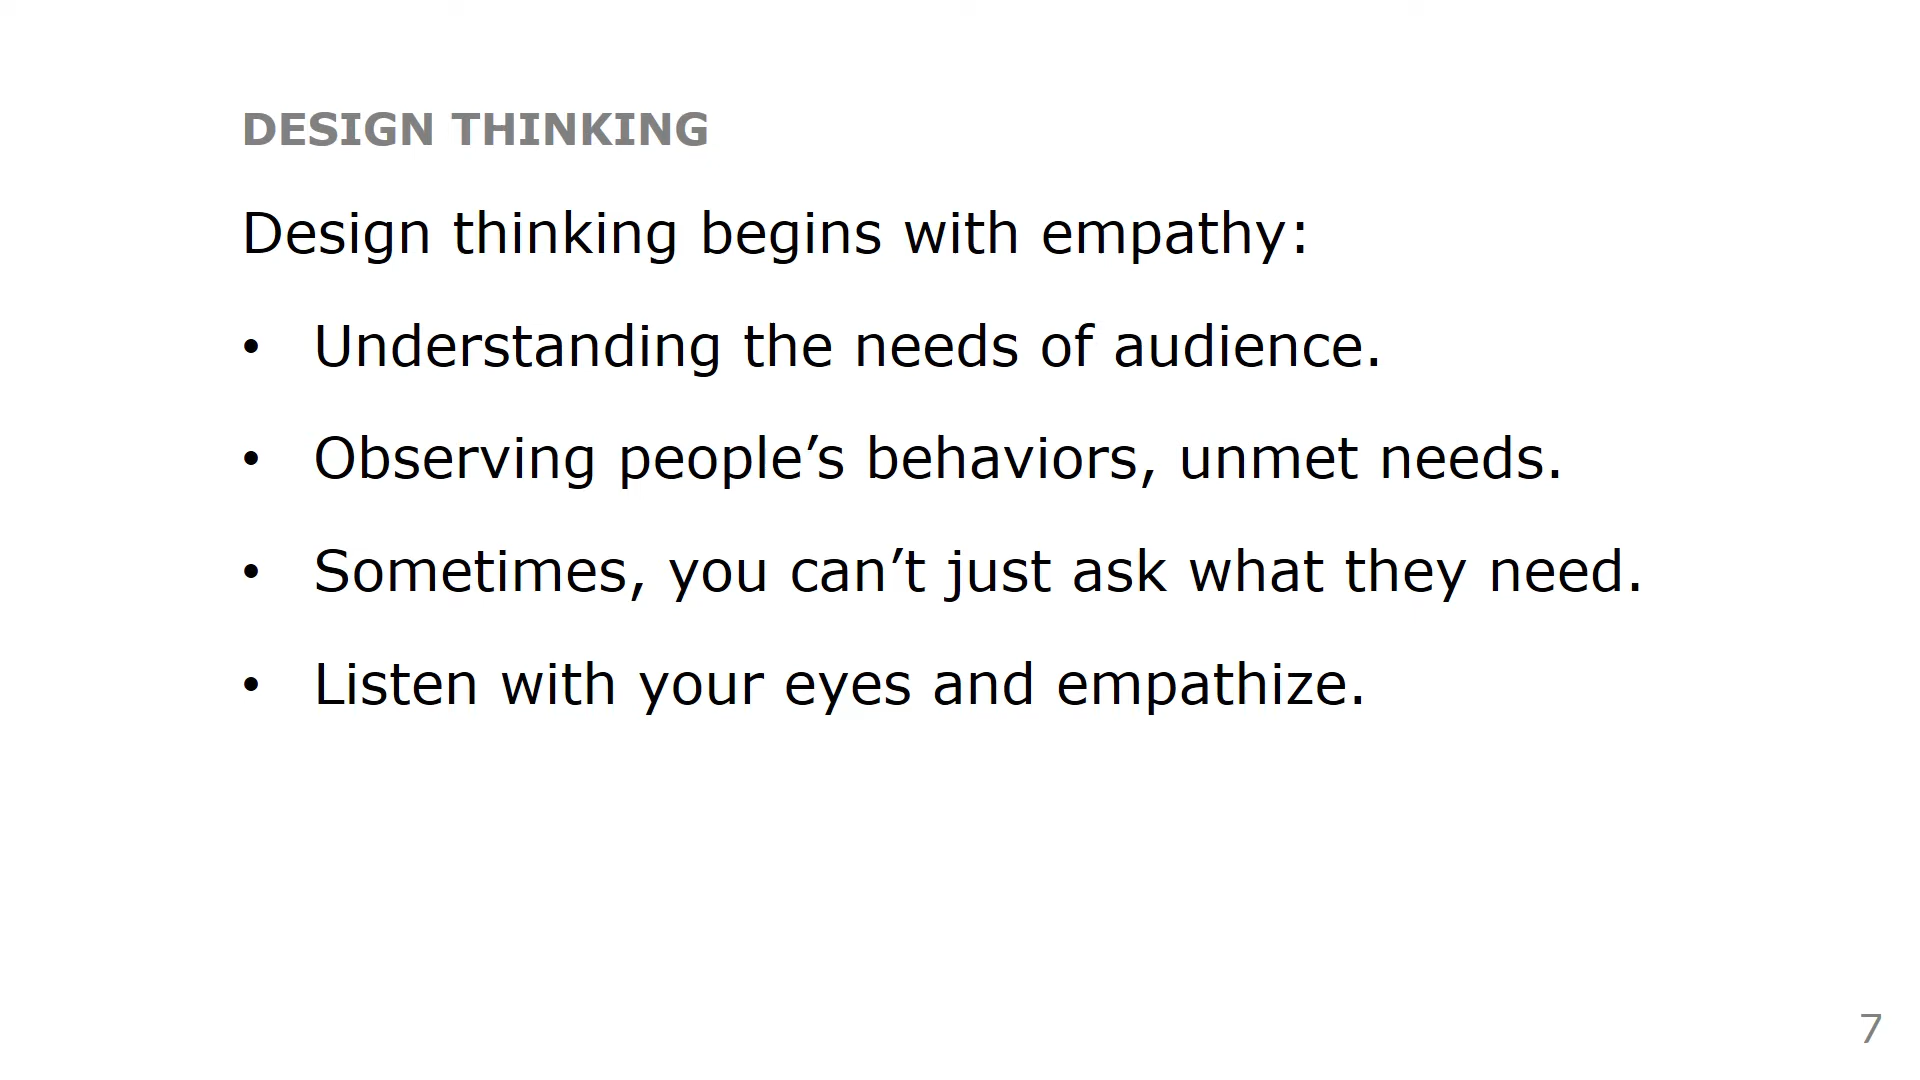 DESIGN THINKING
Design thinking begins with empathy:
• Understanding the needs of audience.
• Observing people’s behaviors, unmet needs.
• Sometimes, you can’t just ask what they need.
• Listen with your eyes and empathize.
7